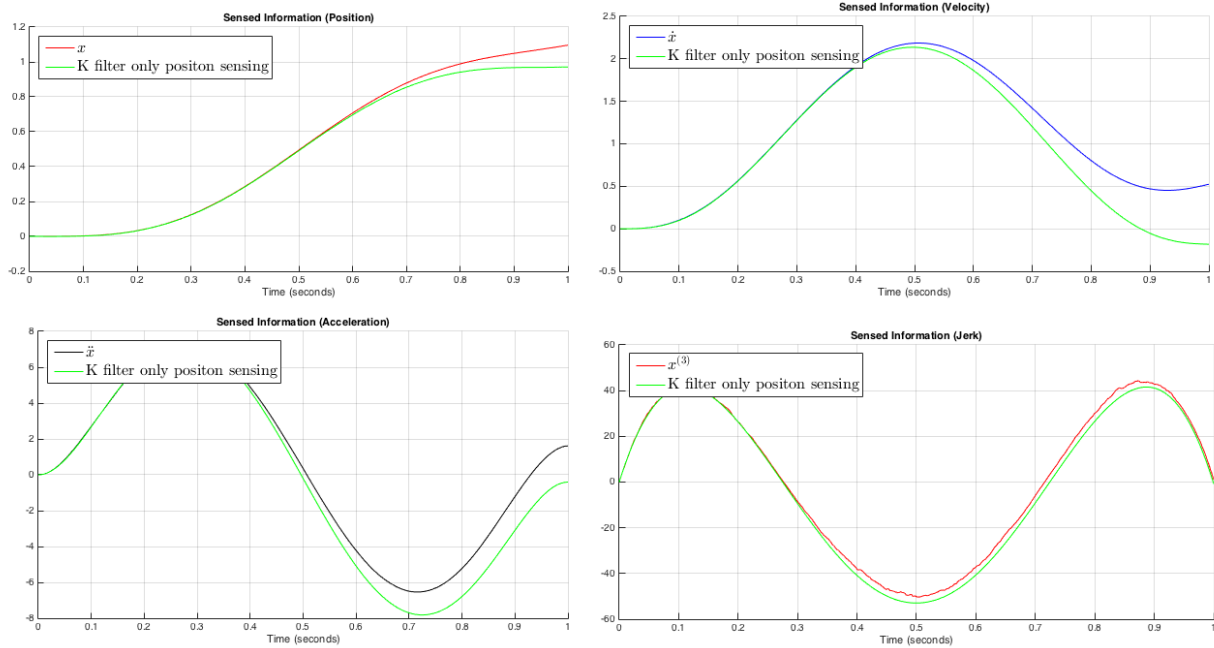 Sensed Information (Position)
1.2
1
0.8
0.6
0.4
0.2
0
-0.2
x
K filter only positon sensing
0 0.1 0.2 0.3 0.4 0.5 0.6 0.7 0.8 0.9 1
Time (seconds)
Sensed Information (Velocity)
2.5
2
1.5
1
0.5
0
-0.5
ẋ
K filter only positon sensing
0 0.1 0.2 0.3 0.4 0.5 0.6 0.7 0.8 0.9 1
Time (seconds)
Sensed Information (Acceleration)
8
6
4
2
0
-2
-4
-6
-8
ẍ
K filter only positon sensing
0 0.1 0.2 0.3 0.4 0.5 0.6 0.7 0.8 0.9 1
Time (seconds)
Sensed Information (Jerk)
60
40
20
0
-20
-40
-60
x⁽³⁾
K filter only positon sensing
0 0.1 0.2 0.3 0.4 0.5 0.6 0.7 0.8 0.9 1
Time (seconds)